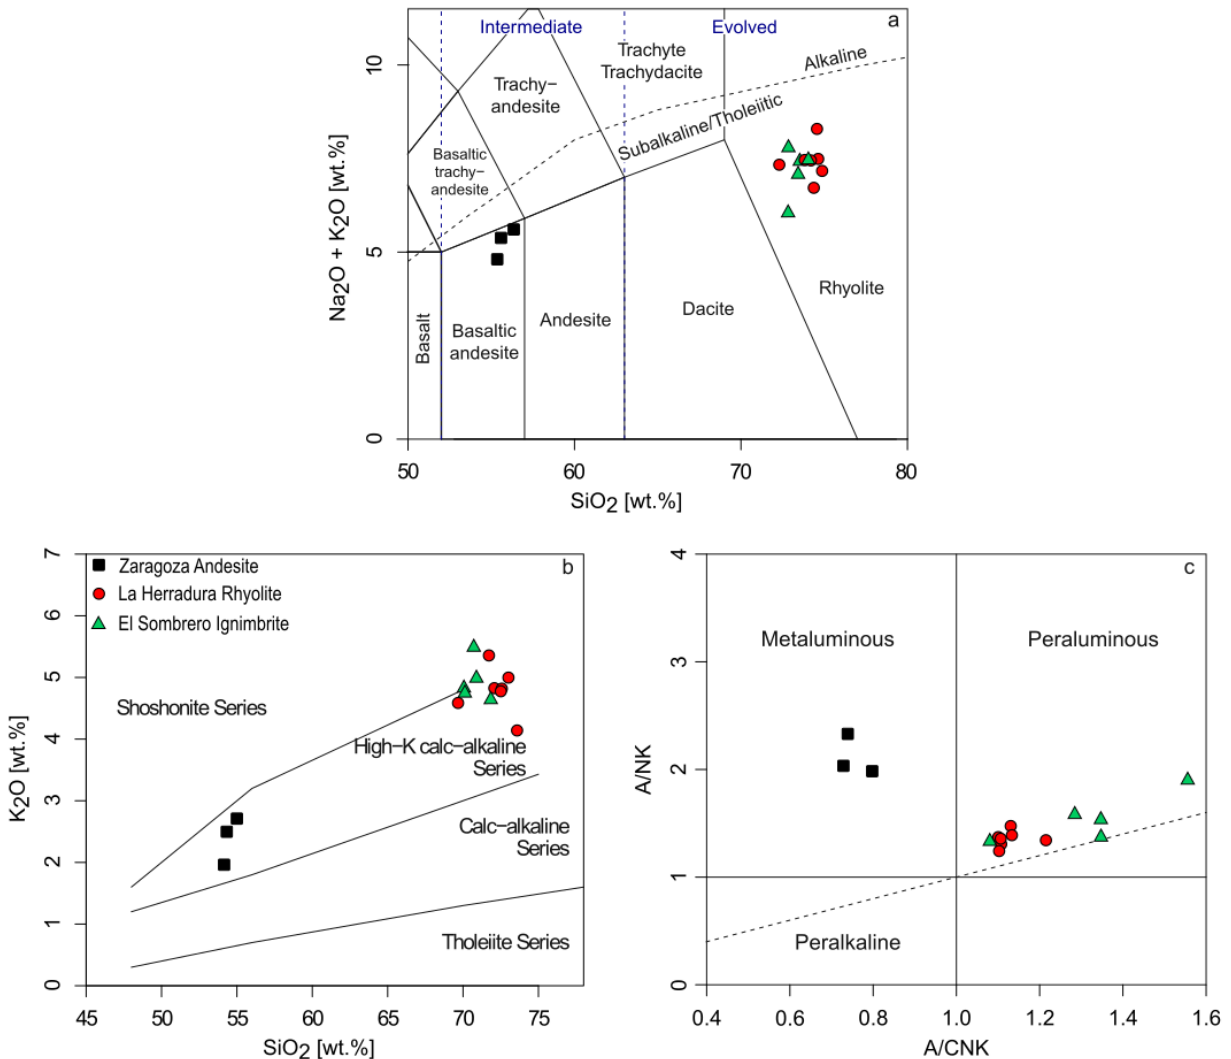 a
Intermediate
Evolved
Trachyte
Trachydacite
Alkaline
Trachy–
andesite
Subalkaline/Tholeiitic
Basaltic
trachy-
andesite
Rhyolite
Dacite
Andesite
Basaltic
andesite
Basalt
Na2O + K2O [wt.%]
0
5
10
50
60
70
80
SiO2 [wt.%]
b
Zaragoza Andesite
La Herradura Rhyolite
El Sombrero Ignimbrite
Shoshonite Series
High–K calc–alkaline
Series
Calc–alkaline
Series
Tholeiite Series
K2O [wt.%]
0
1
2
3
4
5
6
7
45
50
55
60
65
70
75
SiO2 [wt.%]
c
Metaluminous
Peraluminous
Peralkaline
A/NK
0
1
2
3
4
0.4
0.6
0.8
1.0
1.2
1.4
1.6
A/CNK